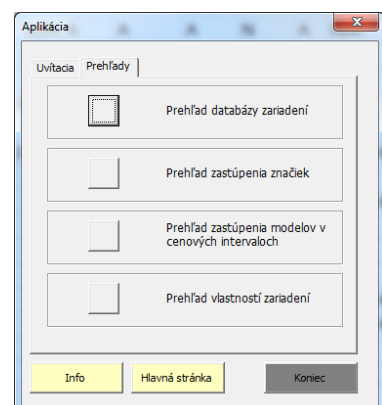 Aplikácia
Uvítacia
Prehľady
Prehľad databázy zariadení
Prehľad zastúpenia značiek
Prehľad zastúpenia modelov v
cenových intervaloch
Prehľad vlastností zariadení
Info
Hlavná stránka
Koniec